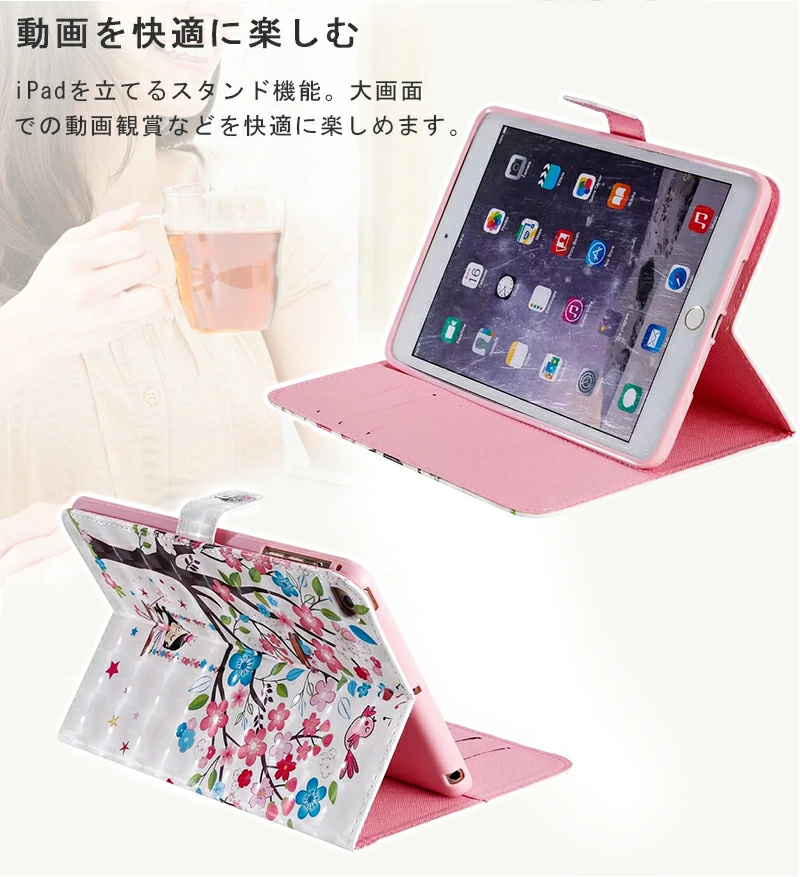 動画を快適に楽しむ
iPadを立てるスタンド機能。大画面
での動画観賞などを快適に楽しめます。
16